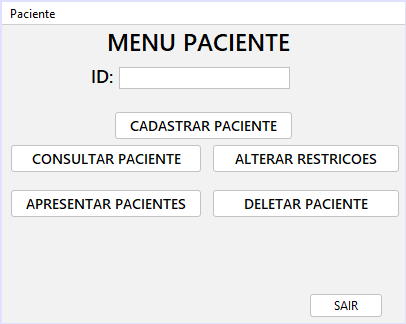 Paciente
MENU PACIENTE
ID:
CADASTRAR PACIENTE
CONSULTAR PACIENTE
ALTERAR RESTRICOES
APRESENTAR PACIENTES
DELETAR PACIENTE
SAIR